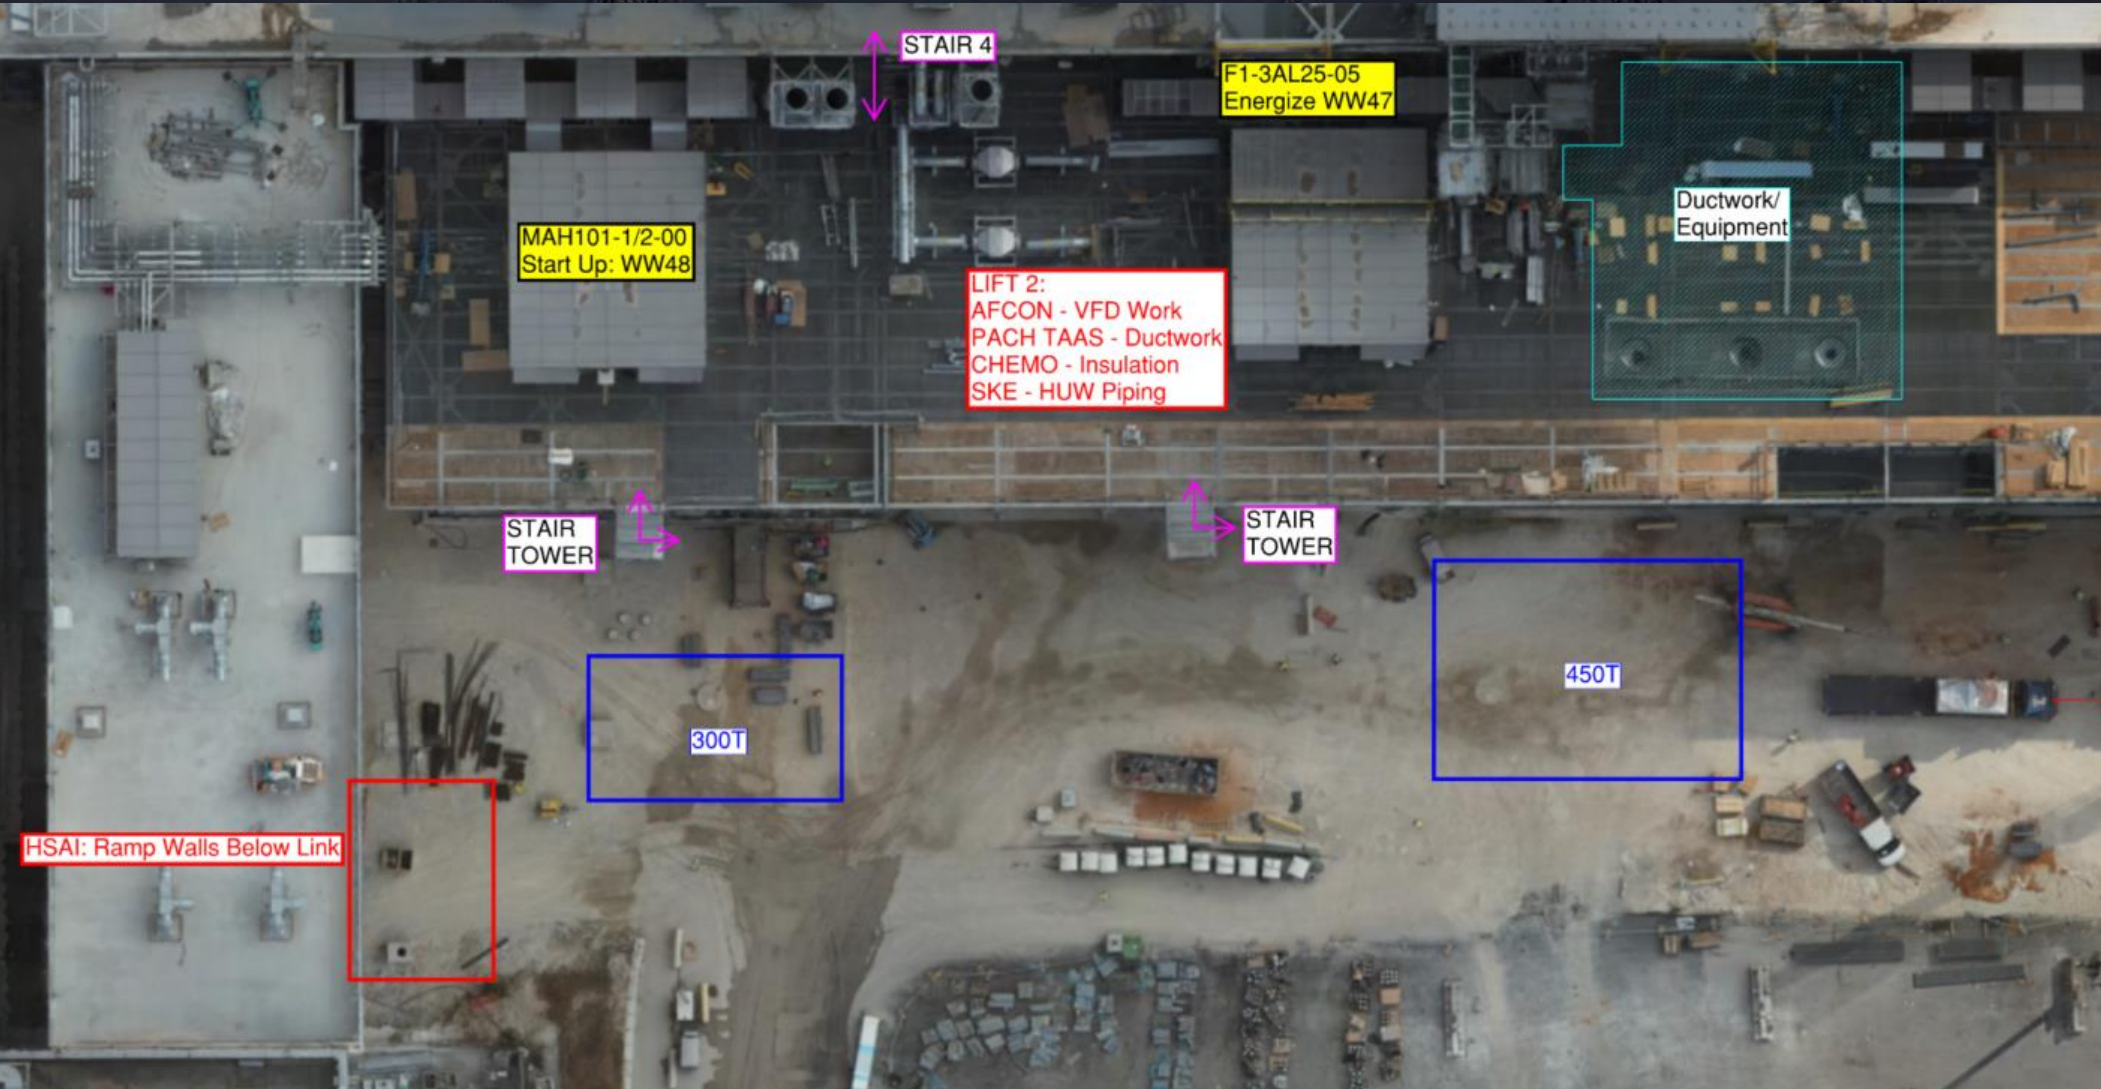 STAIR 4
F1-3AL25-05
Energize WW47
Ductwork/
Equipment
MAH101-1/2-00
Start Up: WW48
LIFT 2:
AFCON - VFD Work
PACH TAAS - Ductwork
CHEMO - Insulation
SKE - HUW Piping
STAIR
TOWER
STAIR
TOWER
450T
300T
HSAI: Ramp Walls Below Link